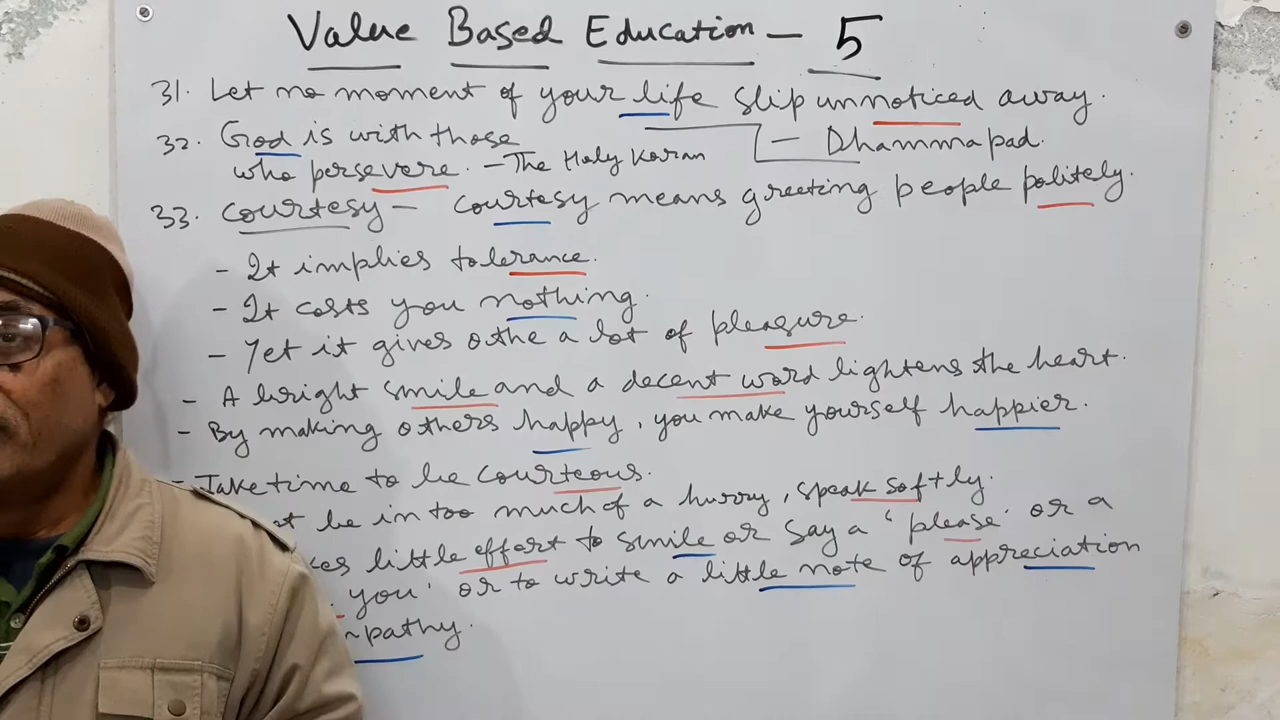 Value Based Education - 5
31. Let no moment of your life slip unnoticed away.
- Dhammapad.
32. God is with those
who persevere. - The Holy Koran
33. Courtesy - Courtesy means greeting people politely.
- It implies tolerance.
- It costs you nothing.
- Yet it gives othe a lot of pleasure.
- A bright smile and a decent word lightens the heart.
- By making others happy, you make yourself happier.
- Take time to be courteous.
be in too much of a hurry, speak softly.
little effort to smile or say a 'please' or a
you' or to write a little note of appreciation